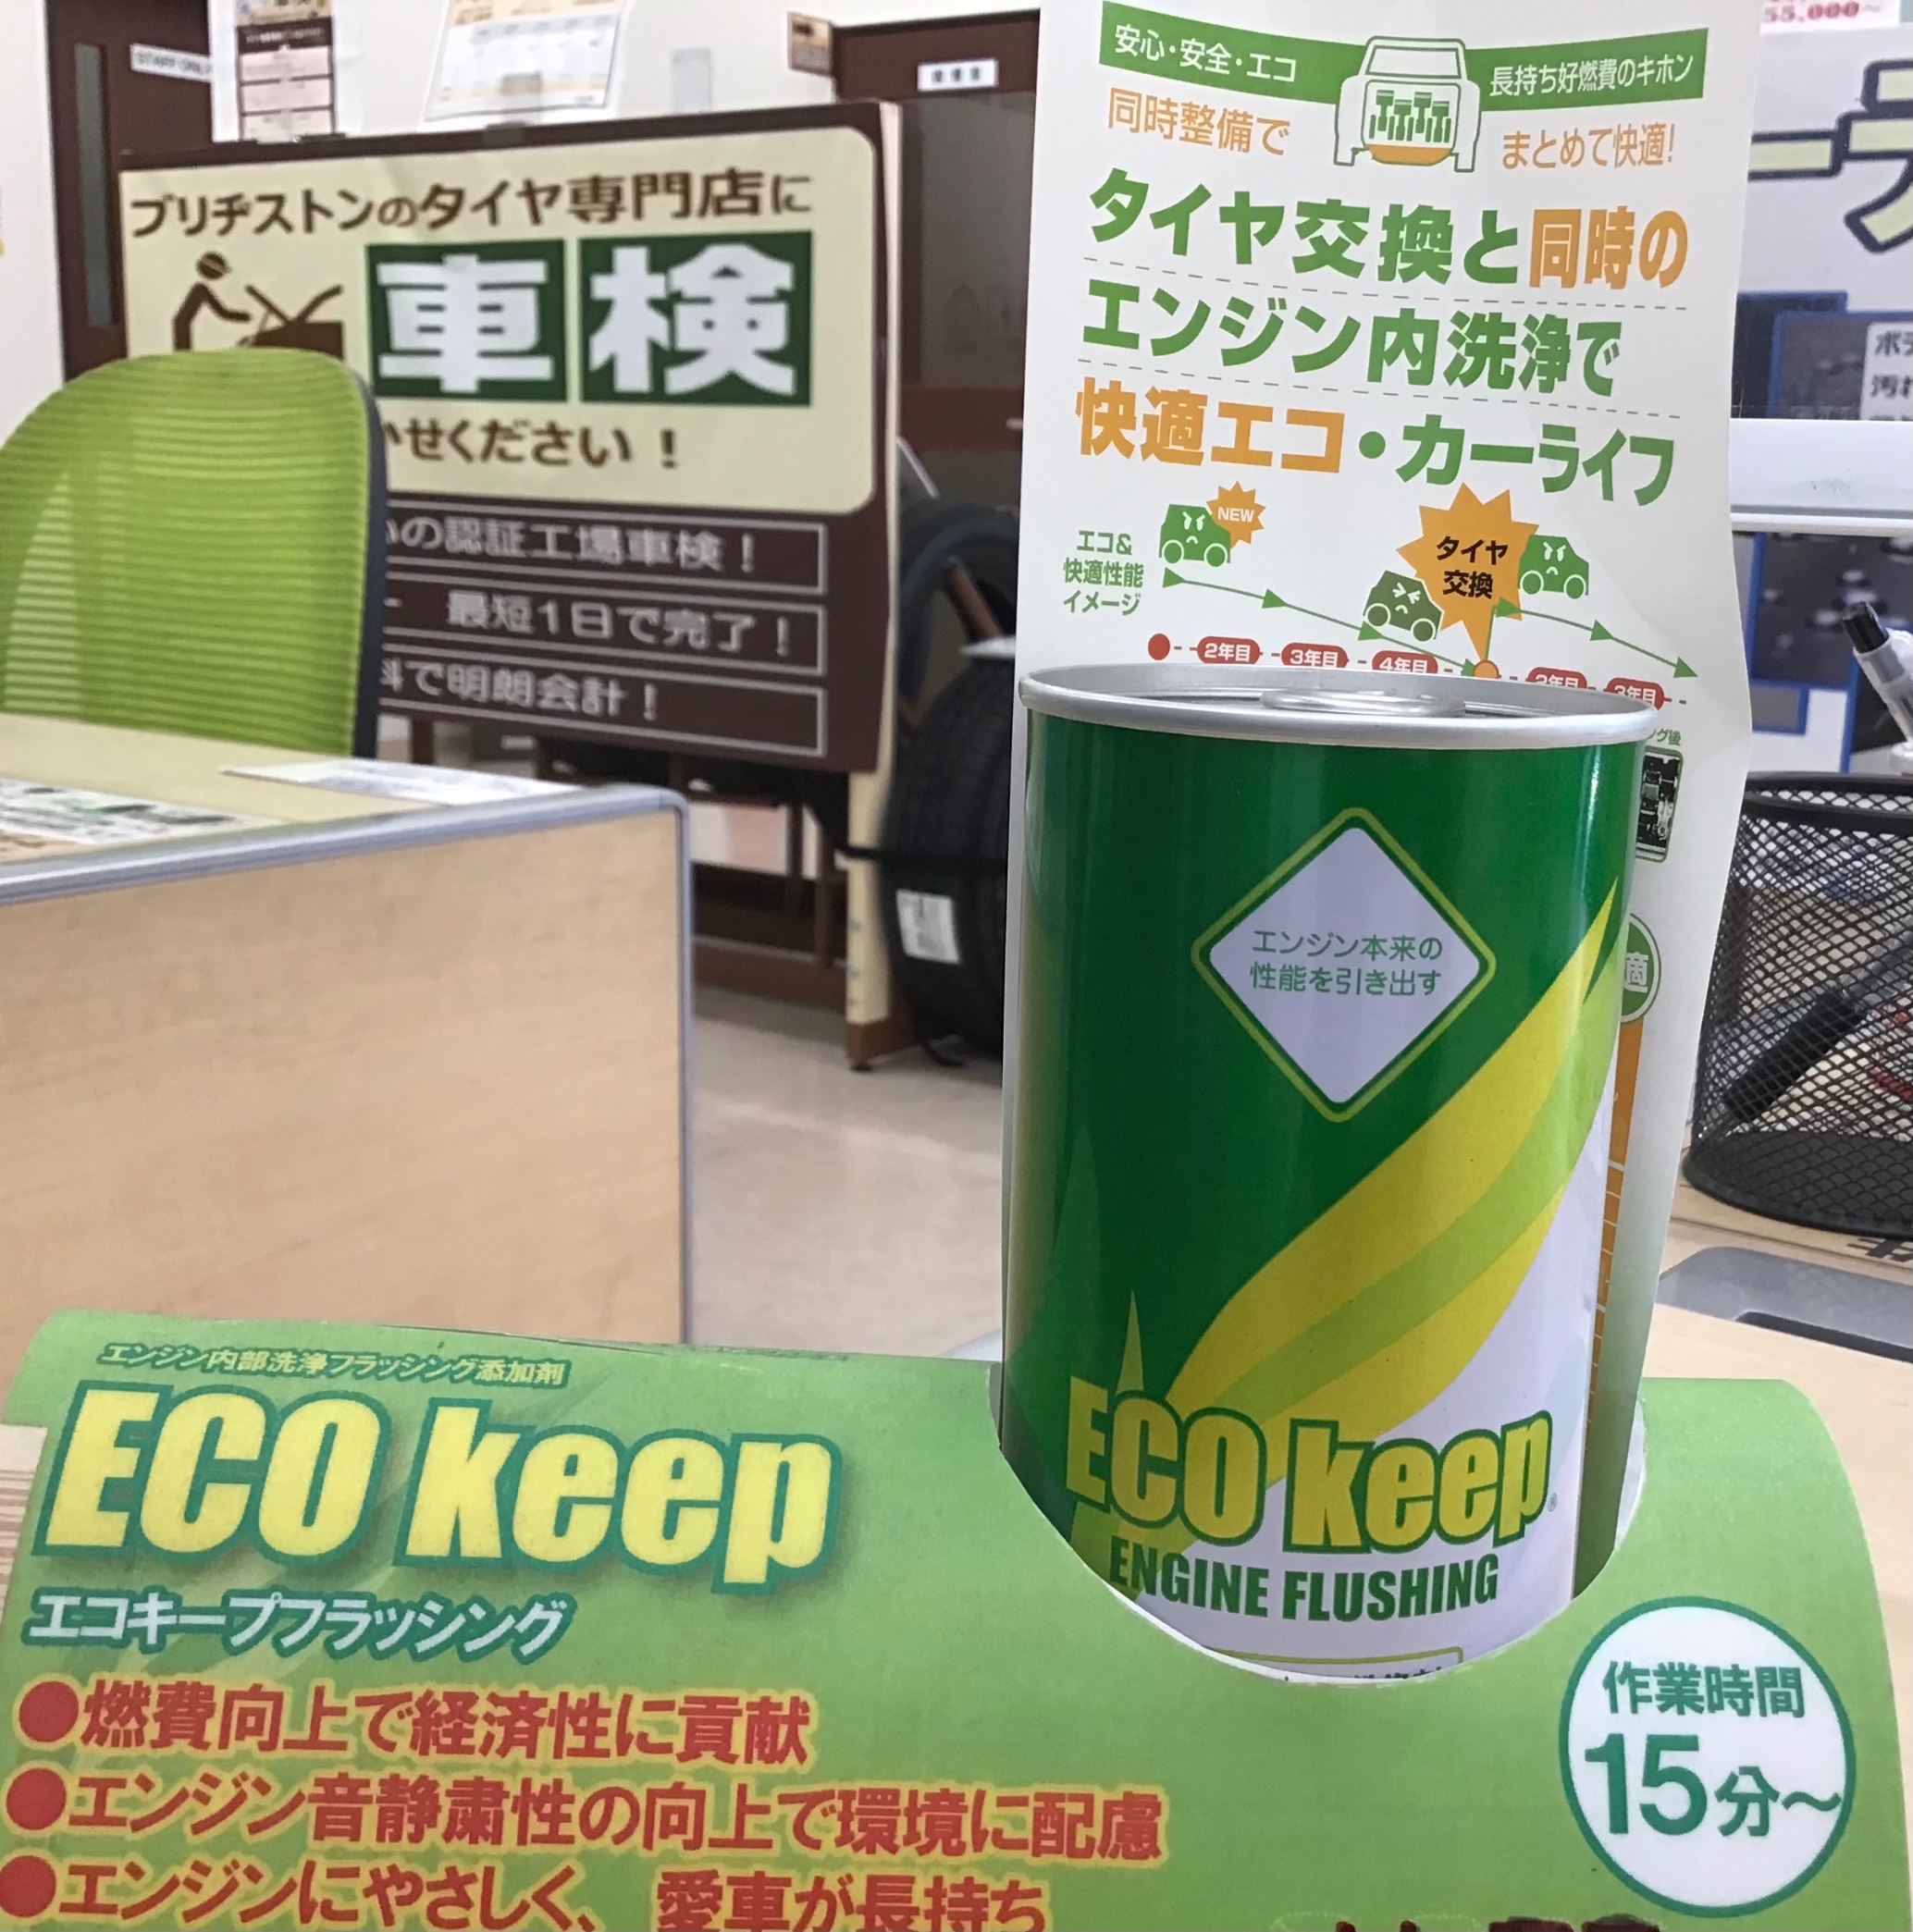 STAFF ONLY
55,000～
ブリヂストンのタイヤ専門店に
車検
かせください！
の認証工場車検！
最短1日で完了！
料で明朗会計！
安心・安全・エコ
長持ち好燃費のキホン
同時整備で
まとめて快適！
タイヤ交換と同時の
エンジン内洗浄で
快適エコ・カーライフ
NEW
エコ&
快適性能
イメージ
タイヤ
交換
2年目
3年目
4年目
2年目
3年目
グ後
適
ボデ
汚れ
エンジン本来の
性能を引き出す
ECO keep®
ENGINE FLUSHING
エンジン内部洗浄フラッシング添加剤
ECO keep
エコキープフラッシング
●燃費向上で経済性に貢献
●エンジン音静粛性の向上で環境に配慮
●エンジンにやさしく、愛車が長持ち
作業時間
15分～